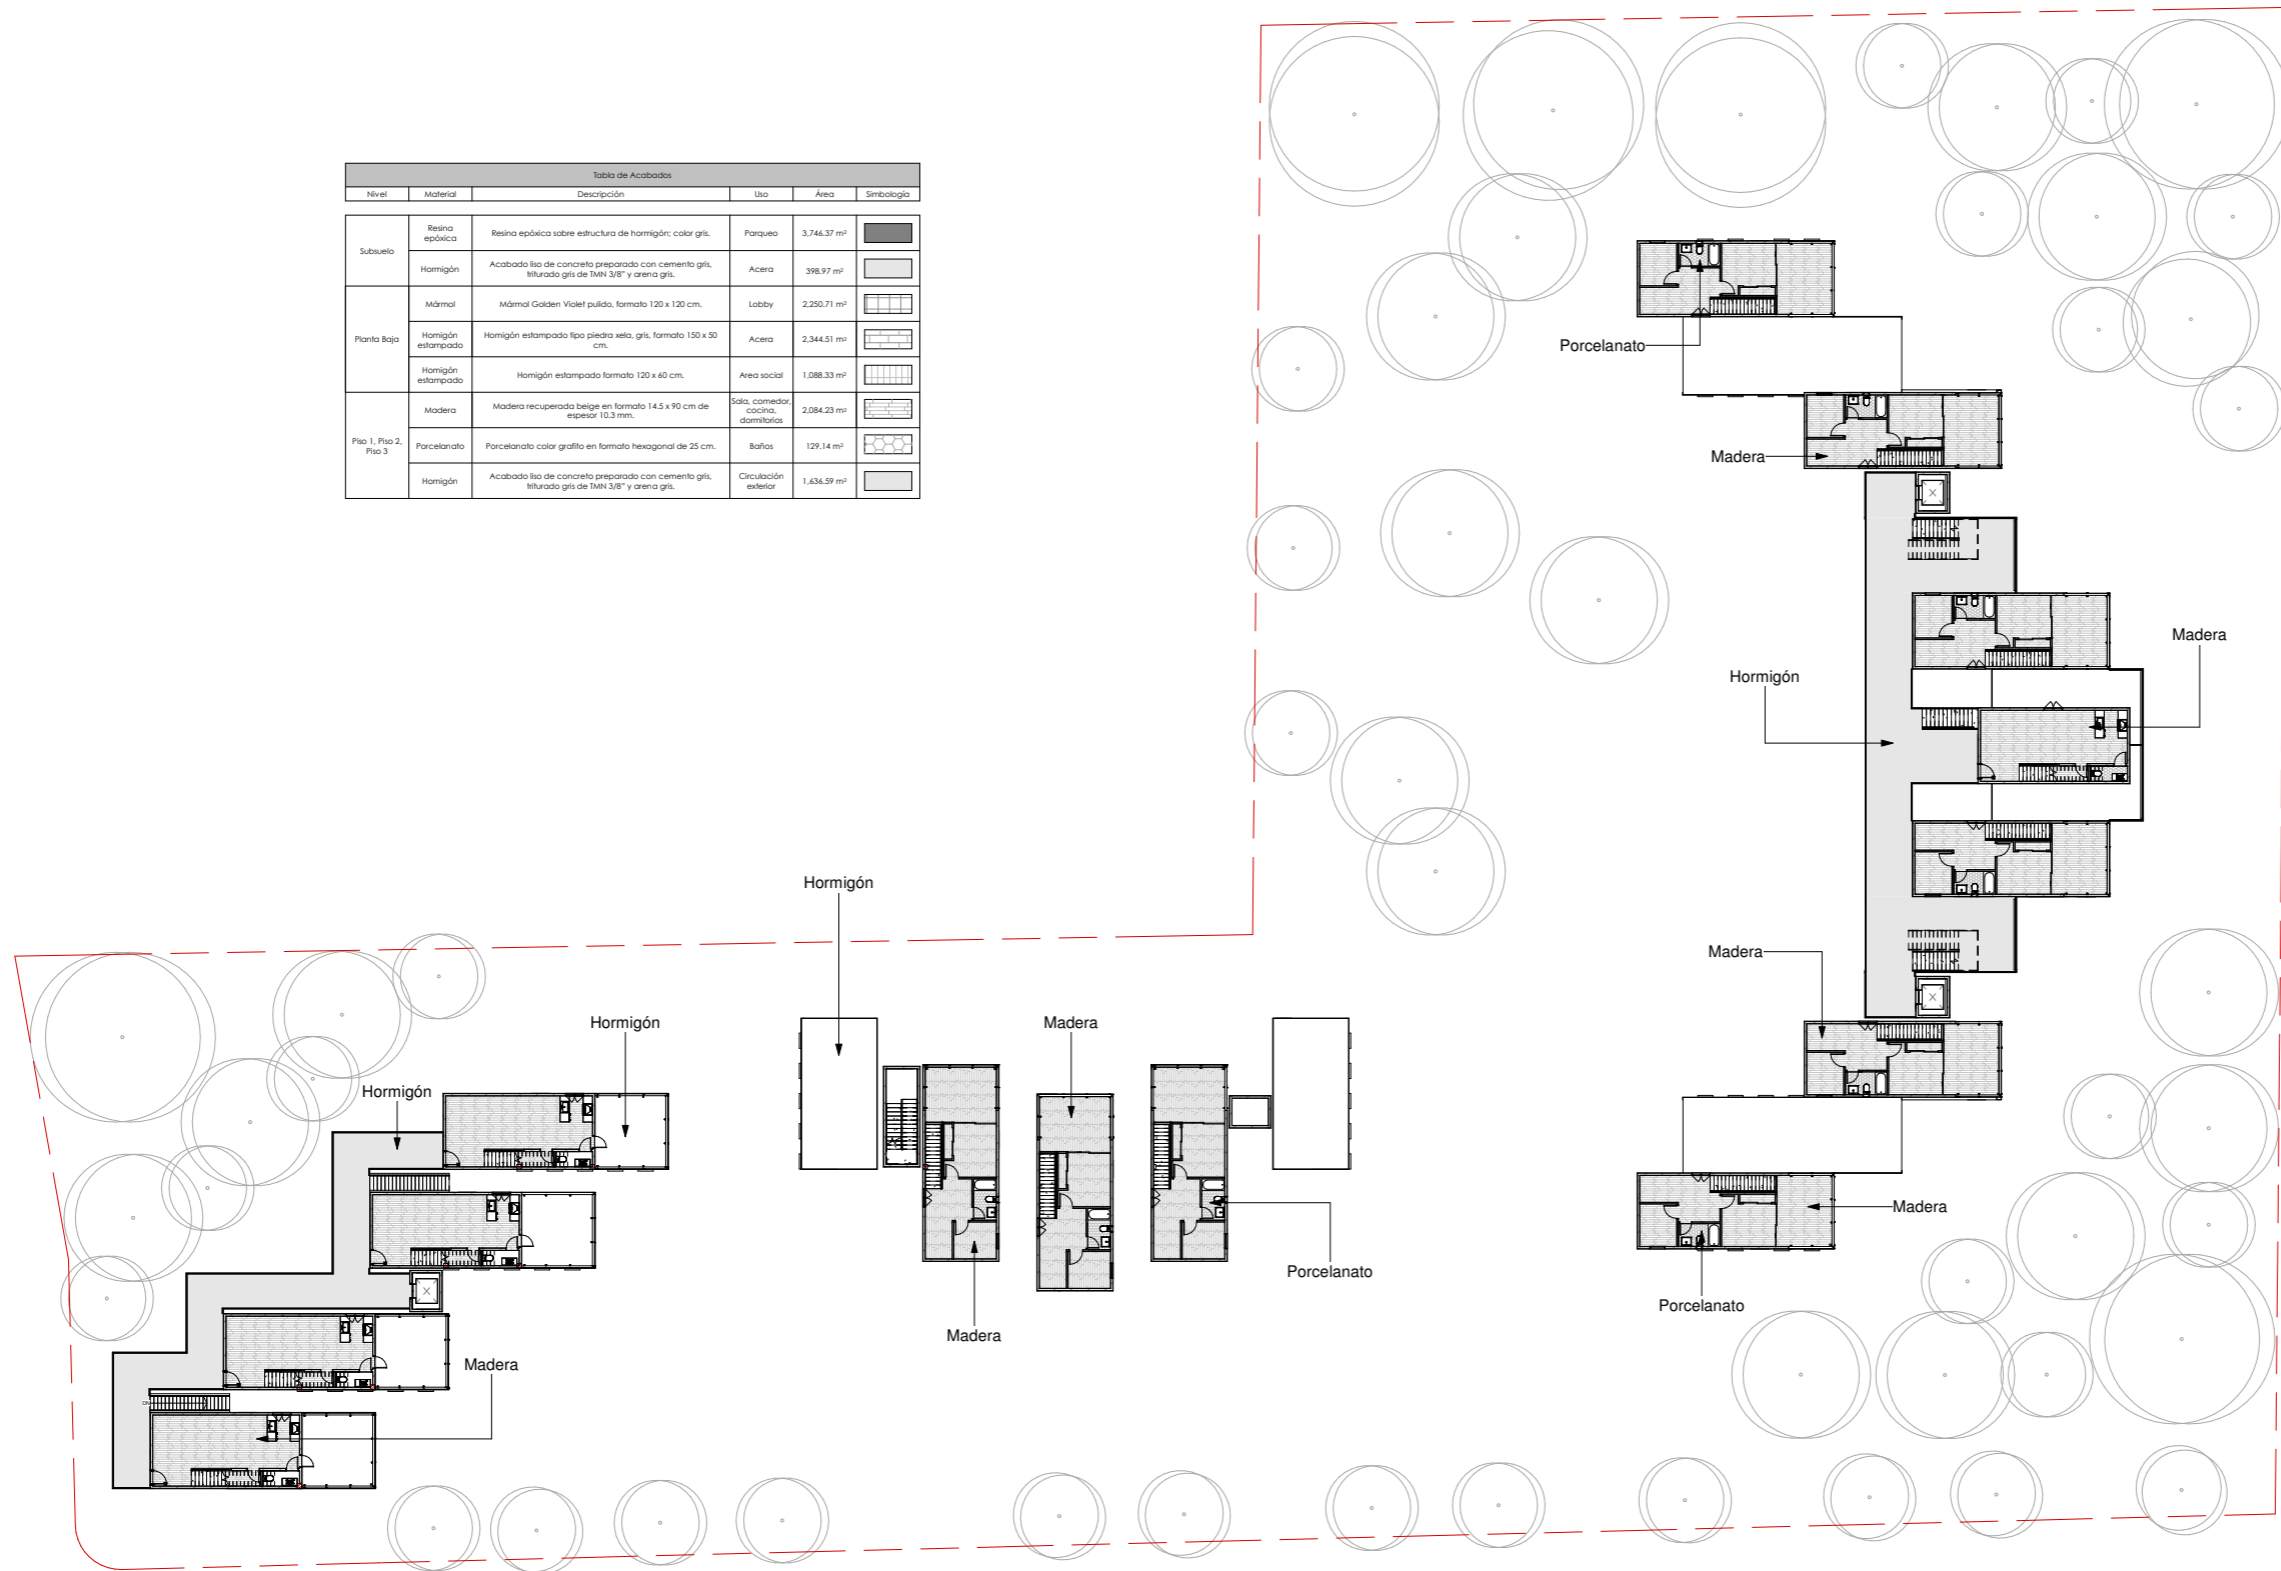 Tabla de Acabados
Nivel Material Descripción Uso Área Simbología
Subsuelo
Resina epóxica
Resina epóxica sobre estructura de hormigón; color gris.
Parqueo
3,746.37 m²
Hormigón
Acabado liso de concreto preparado con cemento gris,
triturado gris de TMN 3/8" y arena gris.
Acera
398.97 m²
Planta Baja
Mármol
Mármol Golden Violet pulido, formato 120 x 120 cm.
Lobby
2,250.71 m²
Homigón
estampado
Homigón estampado tipo piedra xela, gris, formato 150 x 50
cm.
Acera
2,344.51 m²
Homigón
estampado
Homigón estampado formato 120 x 60 cm.
Area social
1,088.33 m²
Piso 1, Piso 2,
Piso 3
Madera
Madera recuperada beige en formato 14.5 x 90 cm de
espesor 10.3 mm.
Sala, comedor,
cocina,
dormitorios
2,084.23 m²
Porcelanato
Porcelanato color grafito en formato hexagonal de 25 cm.
Baños
129.14 m²
Hormigón
Acabado liso de concreto preparado con cemento gris,
triturado gris de TMN 3/8" y arena gris.
Circulación
exterior
1,636.59 m²
Porcelanato
Madera
Madera
Hormigón
Hormigón
Madera
Hormigón
Madera
Hormigón
Madera
Porcelanato
Porcelanato
Madera
Madera